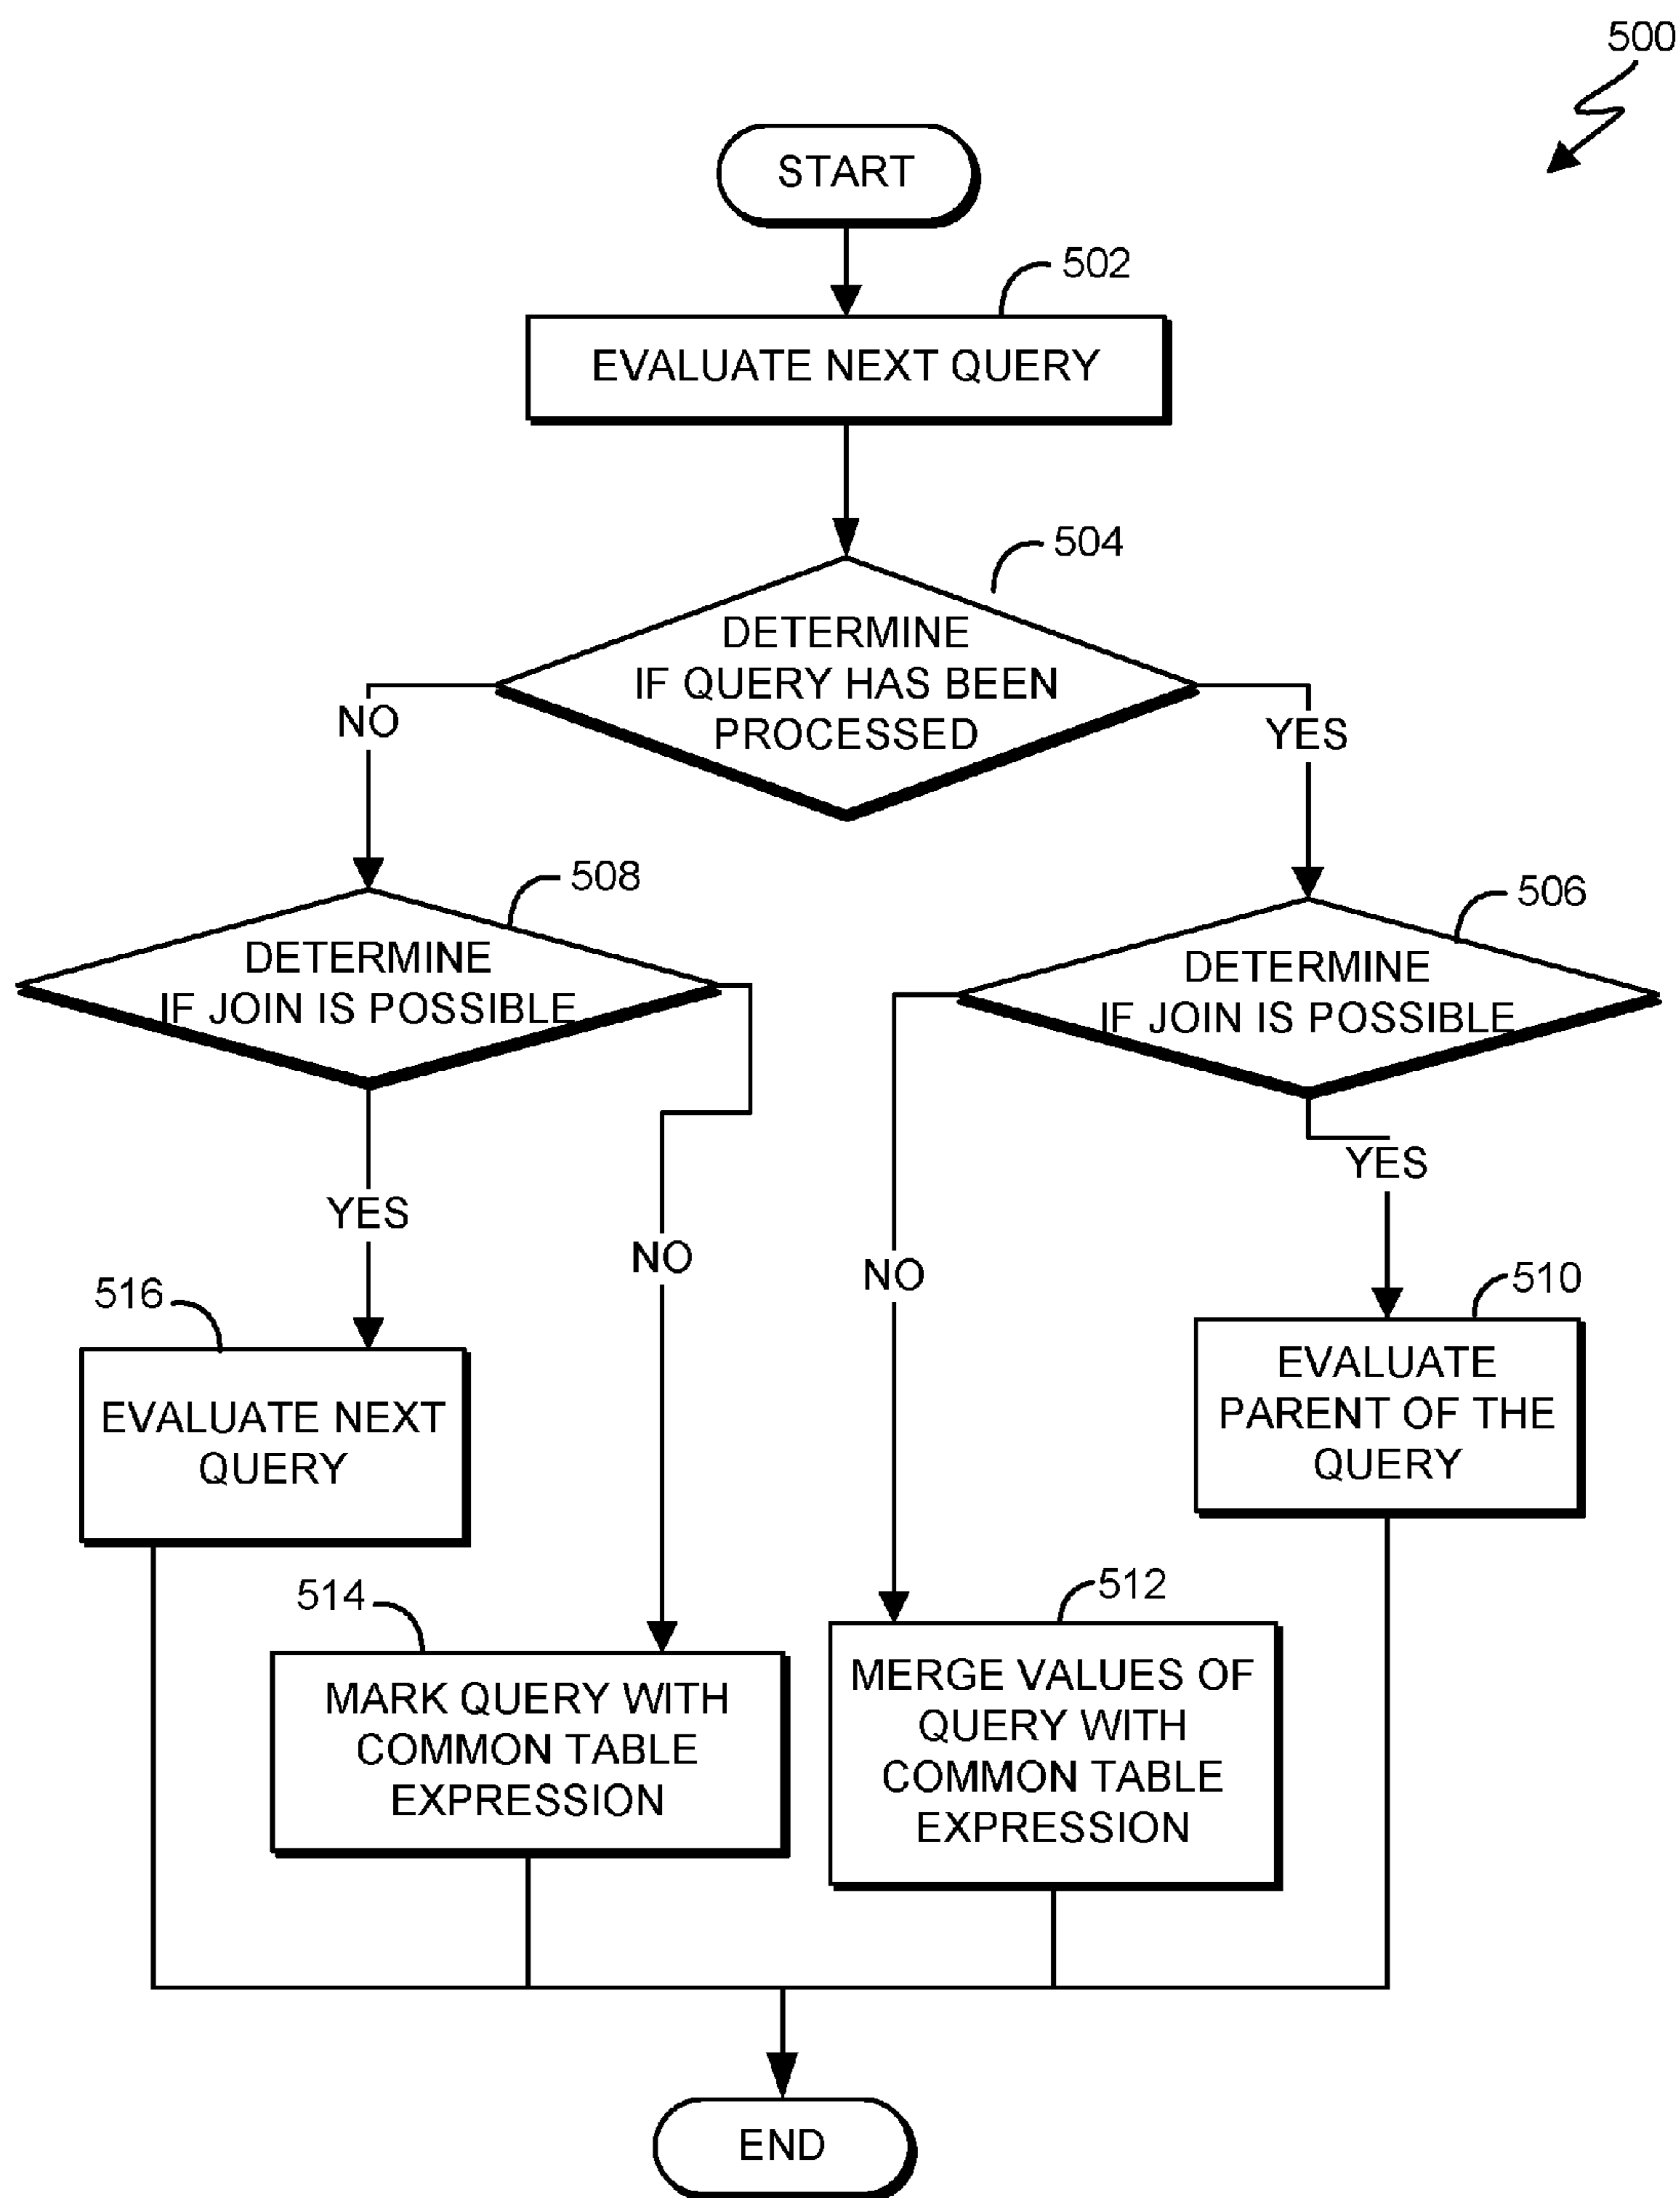 500
START
502
EVALUATE NEXT QUERY
504
DETERMINE
IF QUERY HAS BEEN
PROCESSED
NO
YES
508
DETERMINE
IF JOIN IS POSSIBLE
506
DETERMINE
IF JOIN IS POSSIBLE
YES
NO
NO
YES
516
EVALUATE NEXT
QUERY
510
EVALUATE
PARENT OF THE
QUERY
514
MARK QUERY WITH
COMMON TABLE
EXPRESSION
512
MERGE VALUES OF
QUERY WITH
COMMON TABLE
EXPRESSION
END